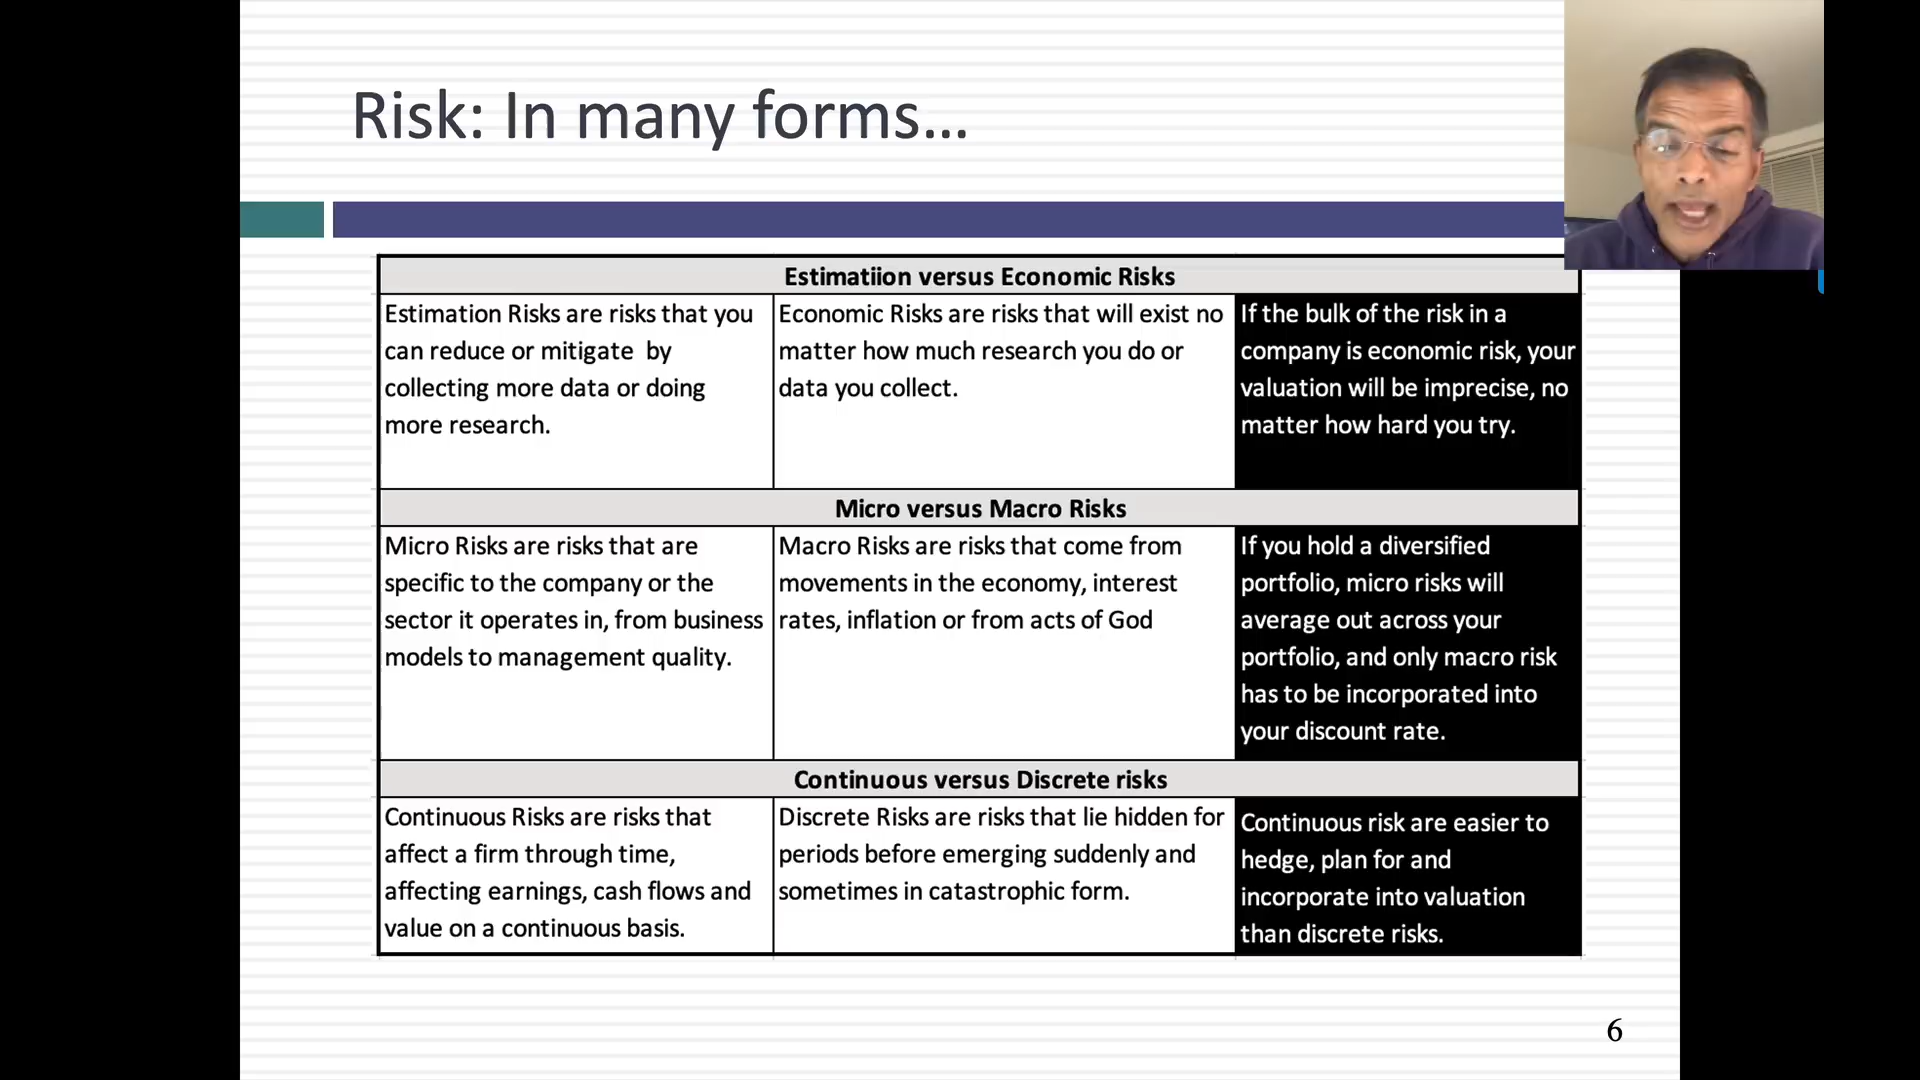 Risk: In many forms...
Estimatiion versus Economic Risks
Estimation Risks are risks that you
can reduce or mitigate by
collecting more data or doing
more research.
Economic Risks are risks that will exist no
matter how much research you do or
data you collect.
If the bulk of the risk in a
company is economic risk, your
valuation will be imprecise, no
matter how hard you try.
Micro versus Macro Risks
Micro Risks are risks that are
specific to the company or the
sector it operates in, from business
models to management quality.
Macro Risks are risks that come from
movements in the economy, interest
rates, inflation or from acts of God
If you hold a diversified
portfolio, micro risks will
average out across your
portfolio, and only macro risk
has to be incorporated into
your discount rate.
Continuous versus Discrete risks
Continuous Risks are risks that
affect a firm through time,
affecting earnings, cash flows and
value on a continuous basis.
Discrete Risks are risks that lie hidden for
periods before emerging suddenly and
sometimes in catastrophic form.
Continuous risk are easier to
hedge, plan for and
incorporate into valuation
than discrete risks.
6